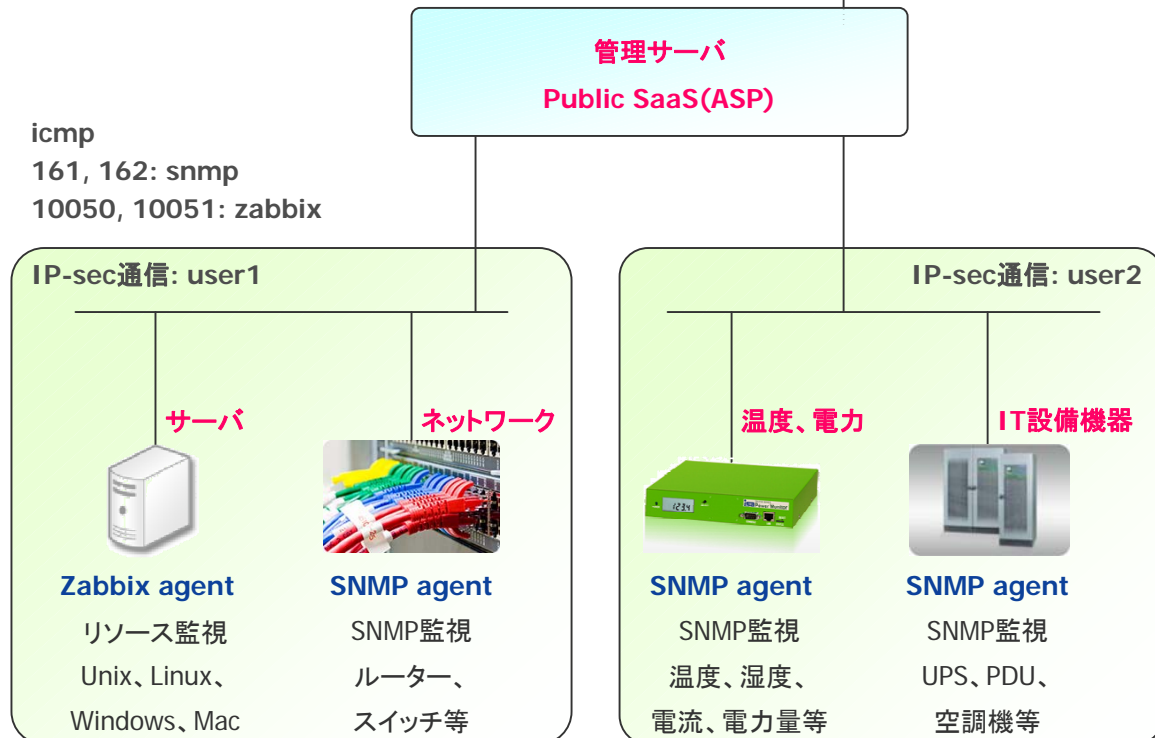 管理サーバ
Public SaaS(ASP)
icmp
161, 162: snmp
10050, 10051: zabbix
IP-sec通信: user1
サーバ
ネットワーク
Zabbix agent
リソース監視
Unix、Linux、
Windows、Mac
SNMP agent
SNMP監視
ルーター、
スイッチ等
IP-sec通信: user2
温度、電力
IT設備機器
1234
Power Monitor
SNMP agent
SNMP監視
温度、湿度、
電流、電力量等
SNMP agent
SNMP監視
UPS、PDU、
空調機等